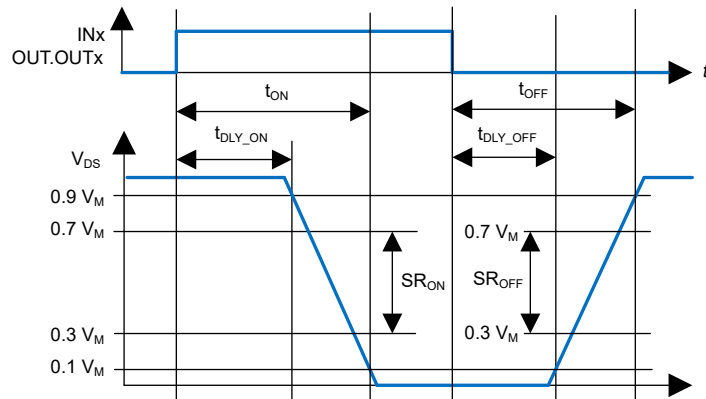 INx
OUT.OUTx
t
tON
tOFF
tDLY_ON
tDLY_OFF
VDS
0.9 VM
0.7 VM
0.7 VM
SRON
SROFF
0.3 VM
0.3 VM
0.1 VM